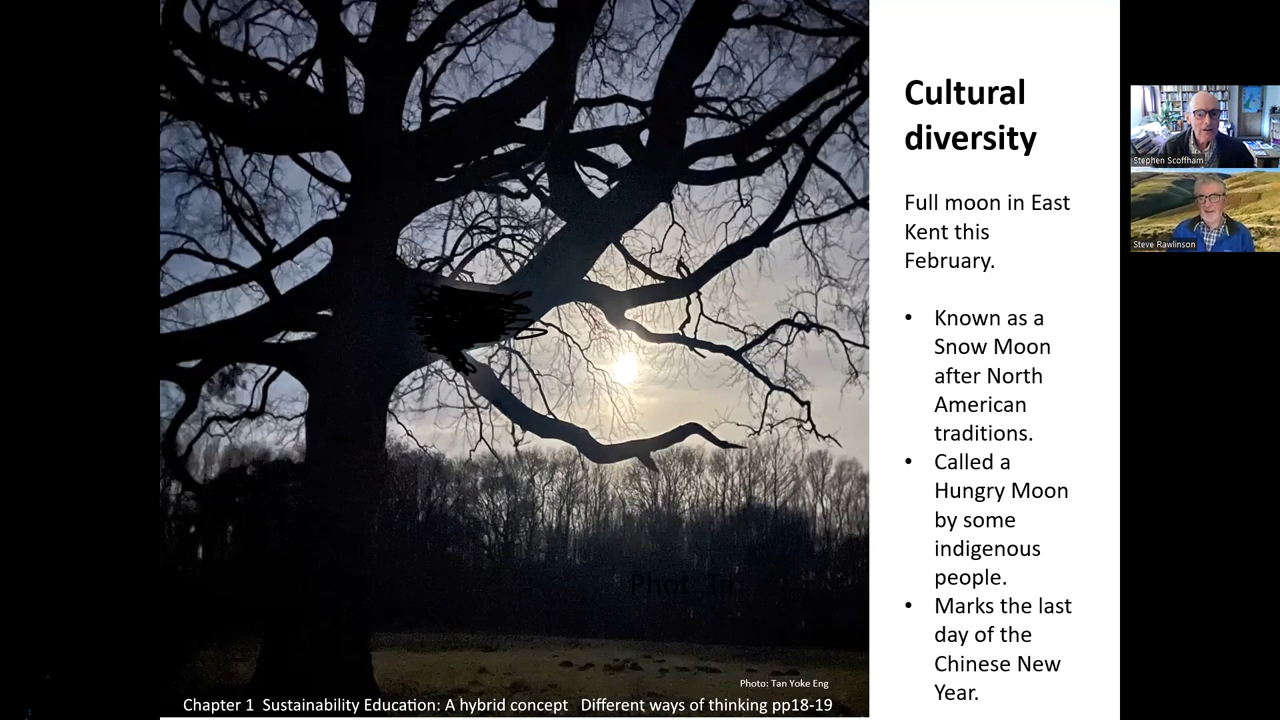 Cultural
diversity
Full moon in East
Kent this
February.
• Known as a
Snow Moon
after North
American
traditions.
• Called a
Hungry Moon
by some
indigenous
people.
• Marks the last
day of the
Chinese New
Year.
Phot: Ta
Photo: Tan Yoke Eng
Chapter 1 Sustainability Education: A hybrid concept Different ways of thinking pp18-19
Stephen Scoffham
Steve Rawlinson